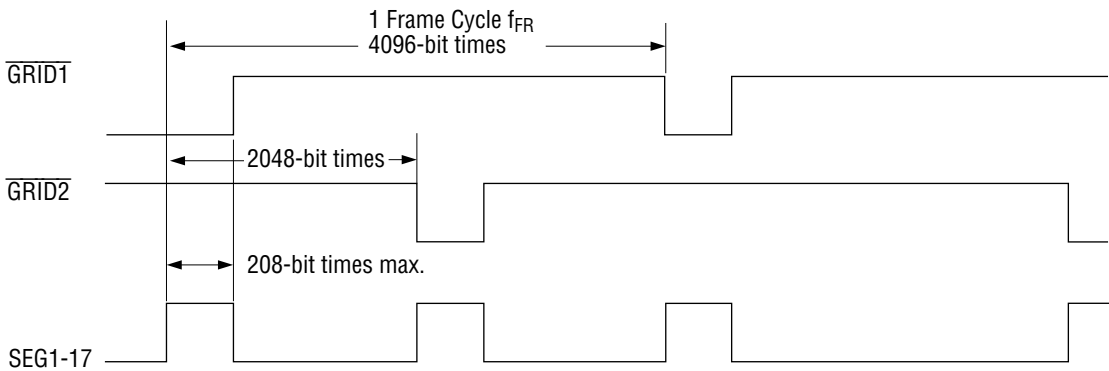 1 Frame Cycle fFR
4096-bit times
GRID1
2048-bit times
GRID2
208-bit times max.
SEG1-17